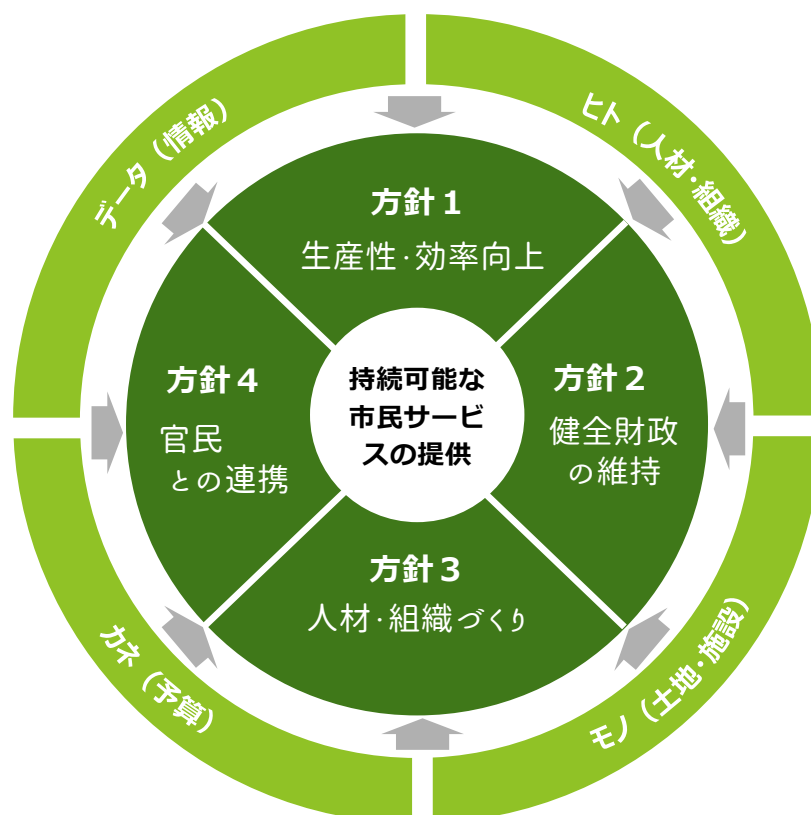 データ（情報）
ヒト（人材・組織）
方針１
生産性・効率向上
方針４
官民
との連携
持続可能な
市民サービ
スの提供
方針２
健全財政
の維持
方針３
人材・組織づくり
カネ（予算）
モノ（土地・施設）